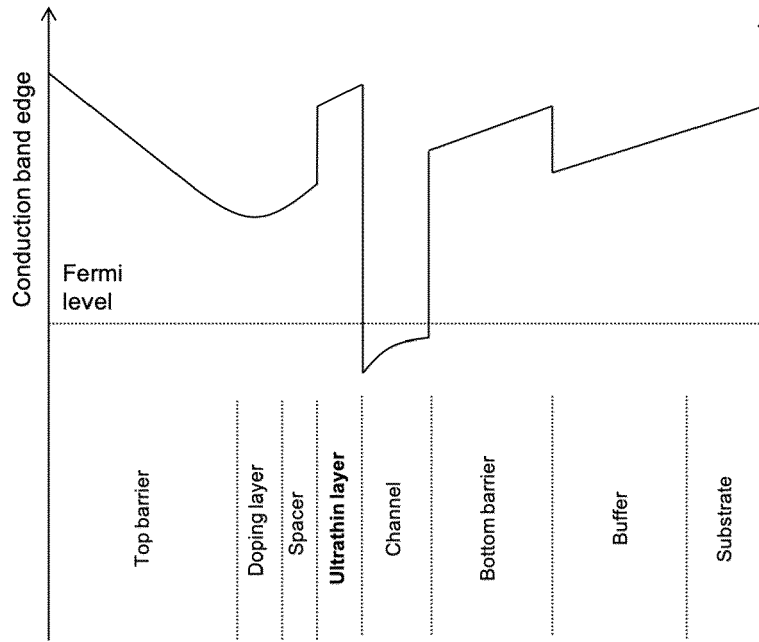 Conduction band edge
Fermi
level
Top barrier
Doping layer
Spacer
Ultrathin layer
Channel
Bottom barrier
Buffer
Substrate